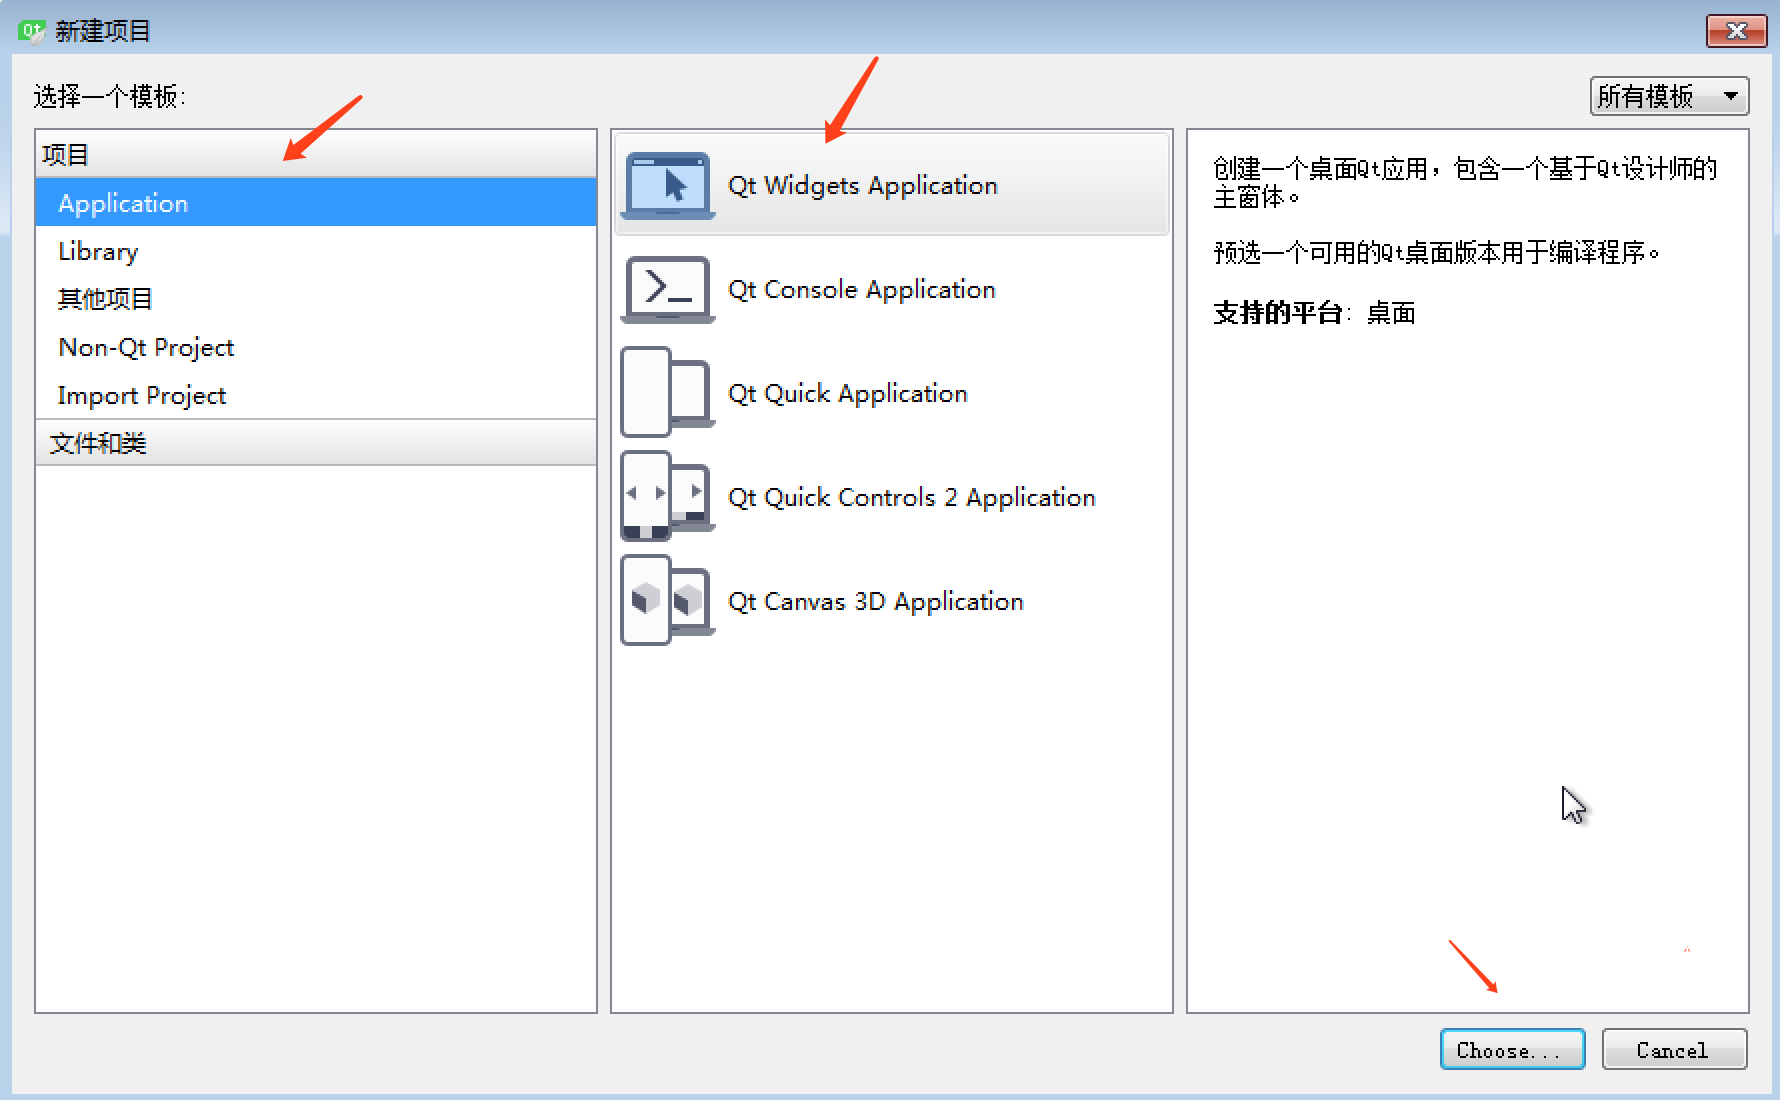 Qt 新建项目
选择一个模板：
所有模板
项目
Application
Library
其他项目
Non-Qt Project
Import Project
文件和类
Qt Widgets Application
Qt Console Application
Qt Quick Application
Qt Quick Controls 2 Application
Qt Canvas 3D Application
创建一个桌面Qt应用，包含一个基于Qt设计师的
主窗体。
预选一个可用的Qt桌面版本用于编译程序。
支持的平台：桌面
Choose...
Cancel